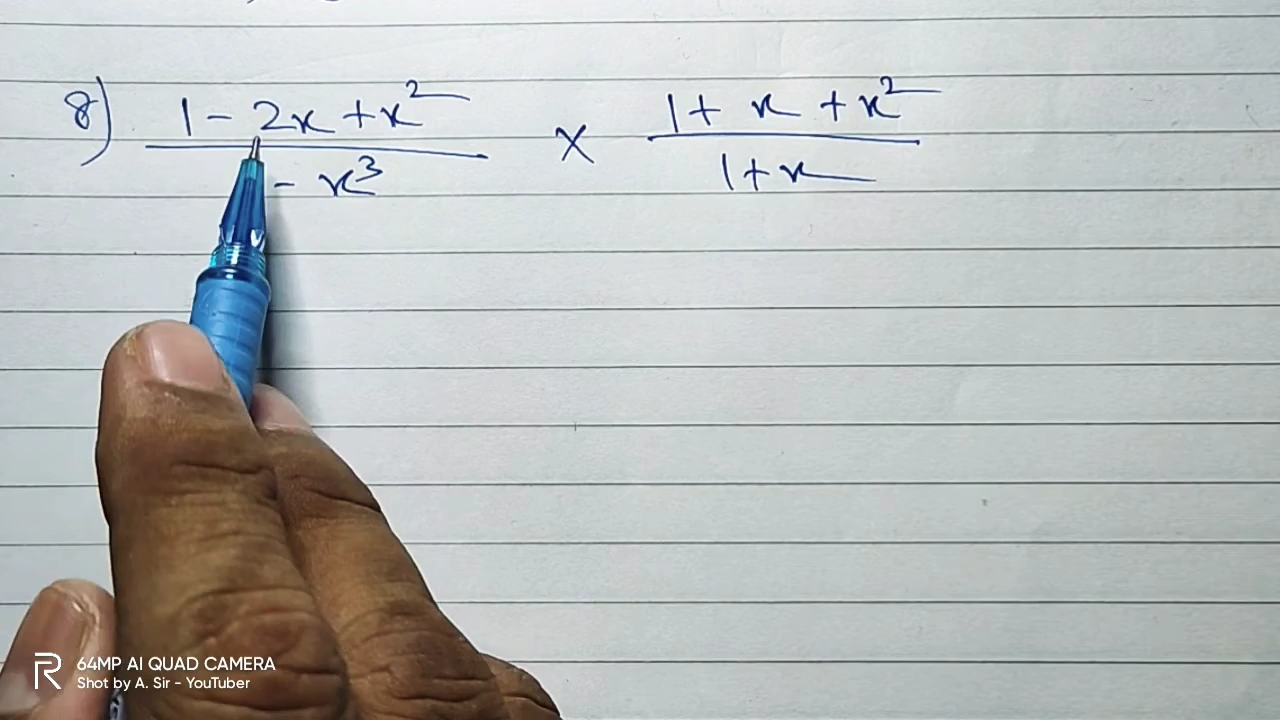 8) 1 - 2x + x² / - x³ × 1 + x + x² / 1 + x
64MP AI QUAD CAMERA
Shot by A. Sir - YouTuber